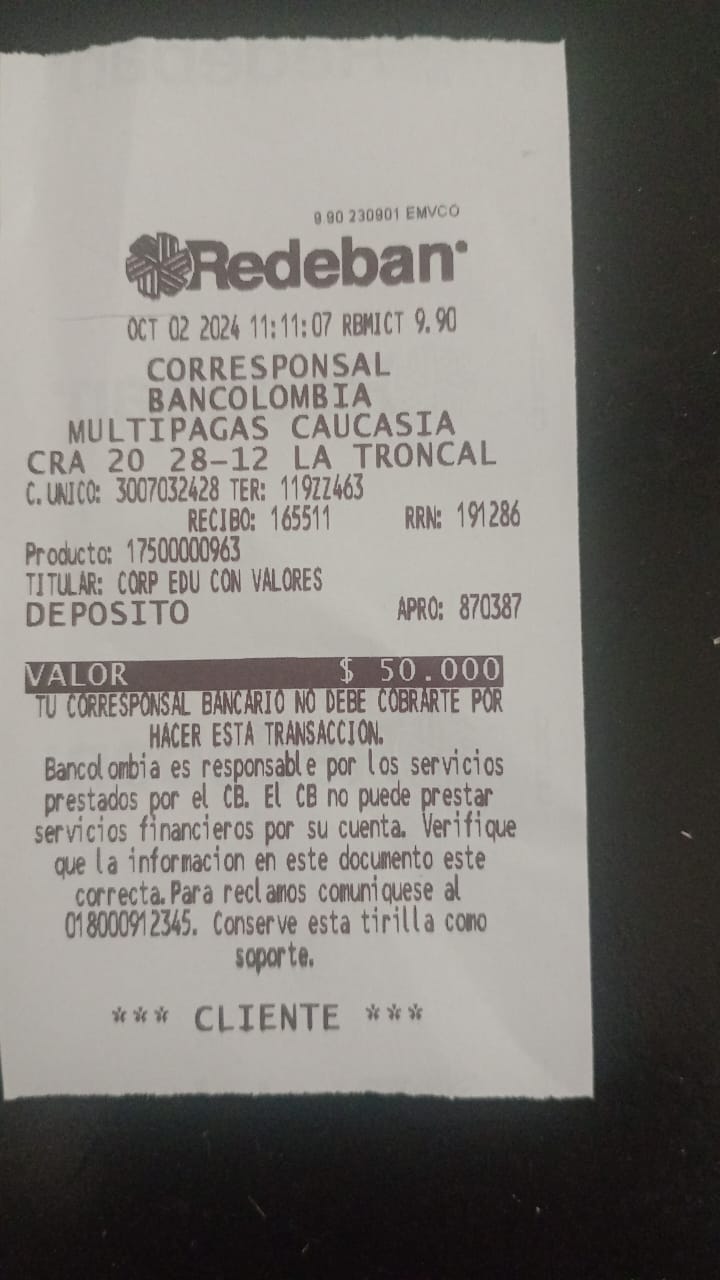 9.90 230901 EMVCO
Redeban
OCT 02 2024 11:11:07 RBMICT 9.90
CORRESPONSAL
BANCOLOMBIA
MULTIPAGAS CAUCASIA
CRA 20 28-12 LA TRONCAL
C. UNICO: 3007032428 TER: 119ZZ463
RECIBO: 165511 RRN: 191286
Producto: 17500000963
TITULAR: CORP EDU CON VALORES
DEPOSITO APRO: 870387
VALOR $ 50.000
TU CORRESPONSAL BANCARIO NO DEBE COBRARTE POR
HACER ESTA TRANSACCION.
Bancolombia es responsable por los servicios
prestados por el CB. El CB no puede prestar
servicios financieros por su cuenta. Verifique
que la informacion en este documento este
correcta. Para reclamos comuniquese al
018000912345. Conserve esta tirilla como
soporte.
*** CLIENTE ***